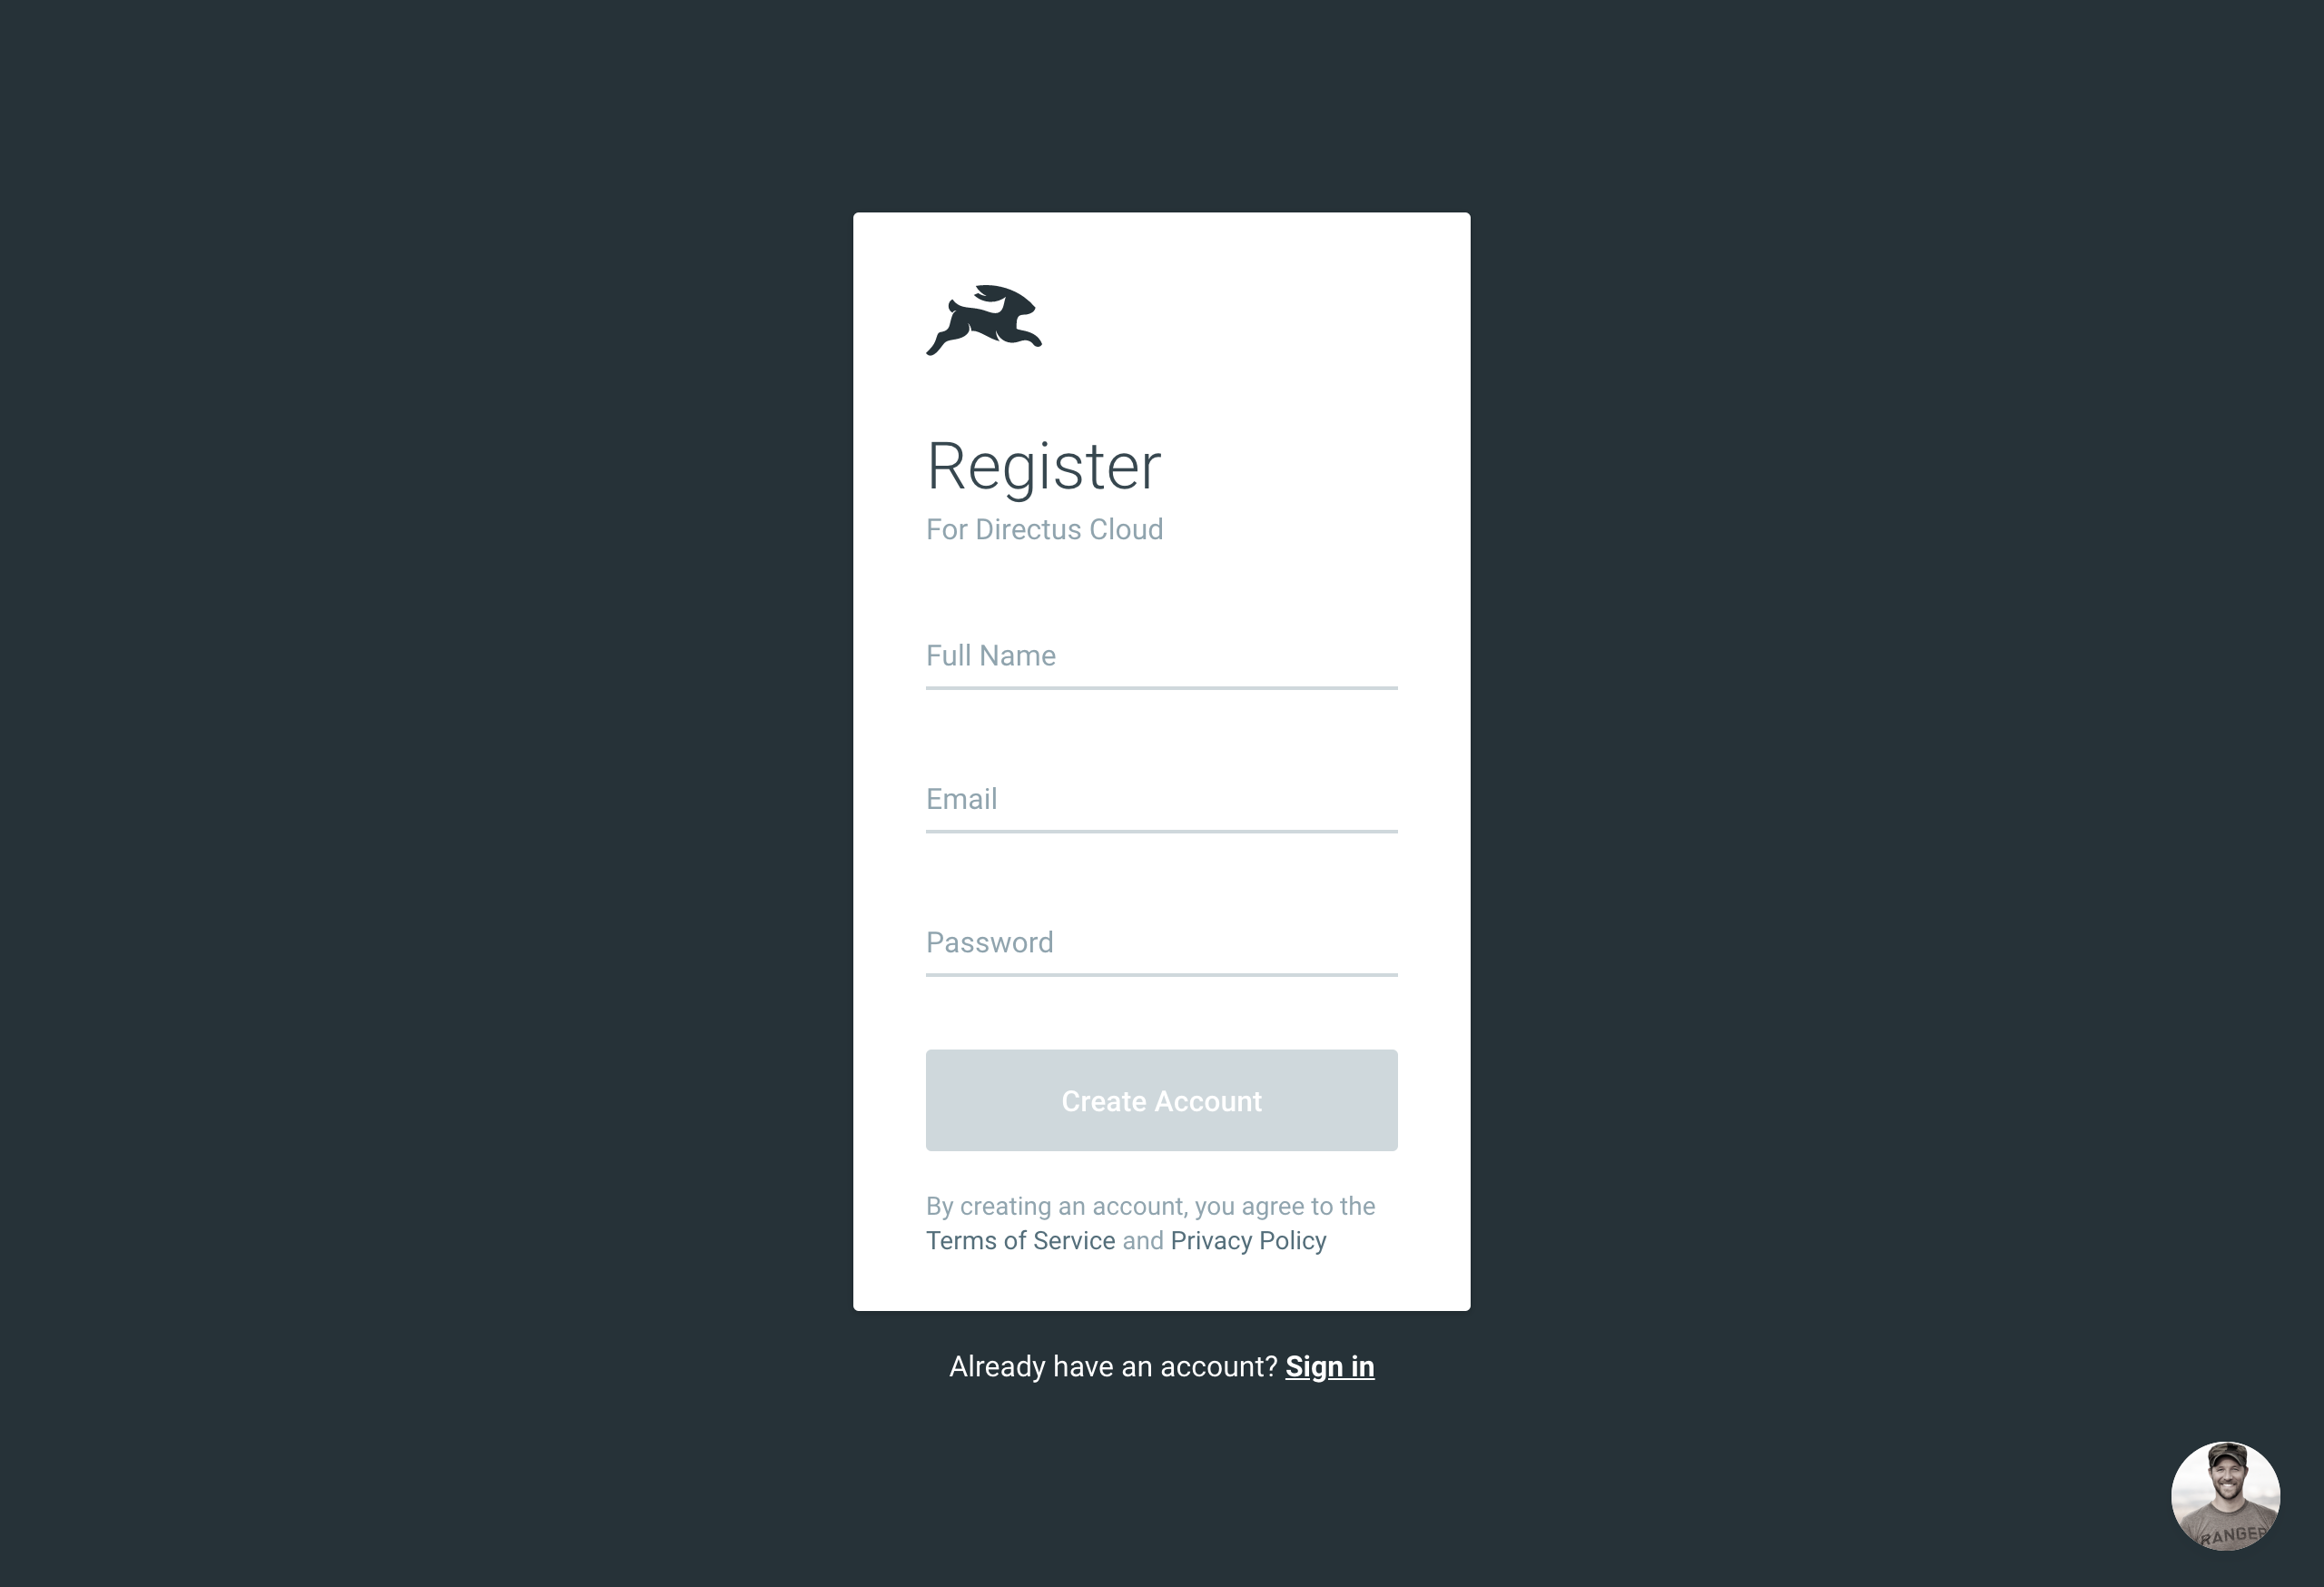 Register
For Directus Cloud
Full Name
Email
Password
Create Account
By creating an account, you agree to the
Terms of Service and Privacy Policy
Already have an account? Sign in
RANGER